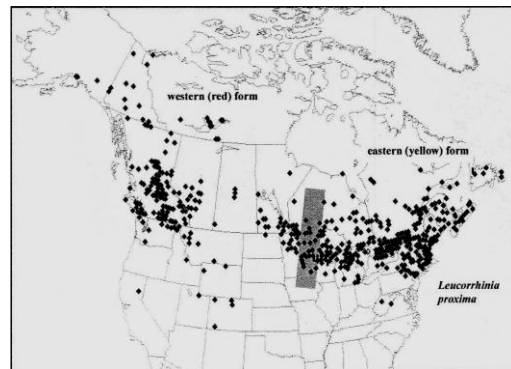 western (red) form
eastern (yellow) form
Leucorrhinia
proxima